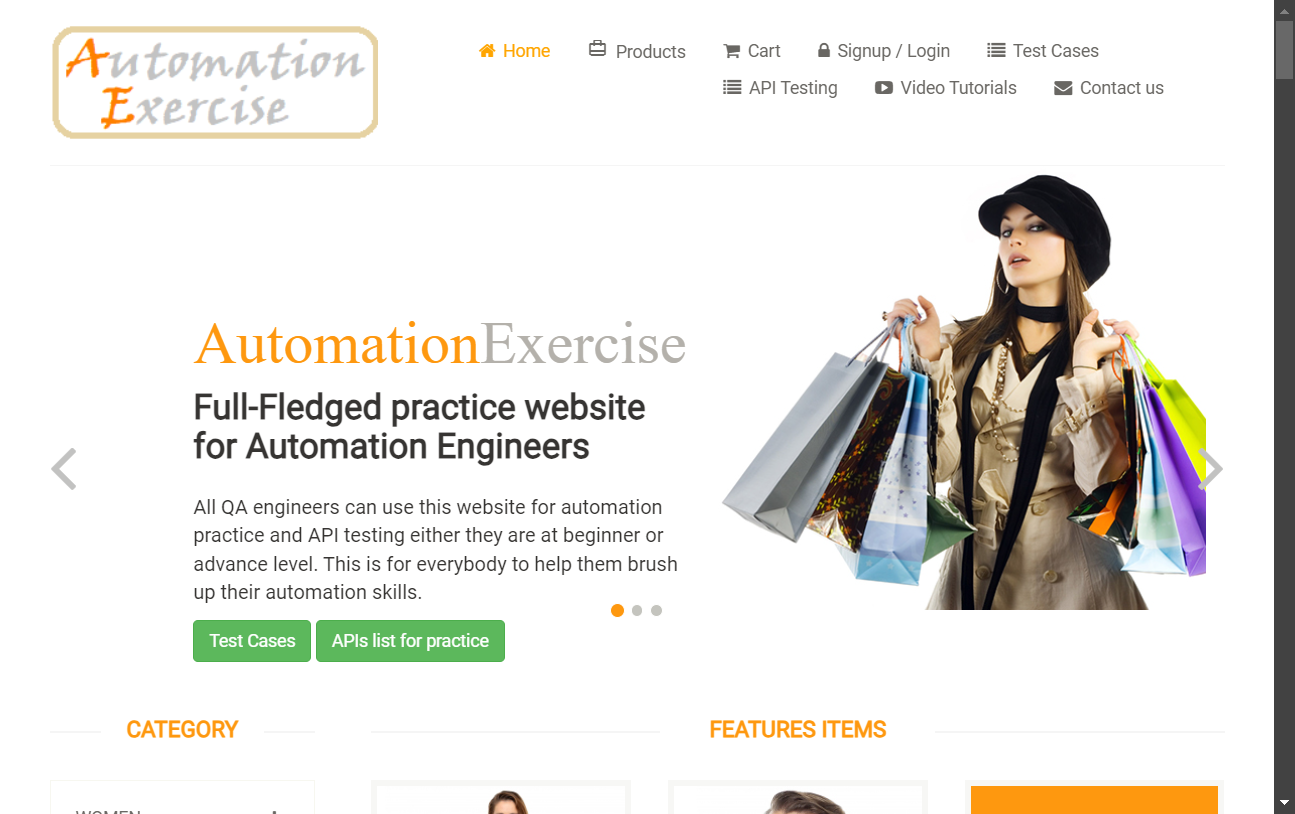 Automation
Exercise
Home
Products
Cart
Signup / Login
Test Cases
API Testing
Video Tutorials
Contact us
AutomationExercise
Full-Fledged practice website
for Automation Engineers
All QA engineers can use this website for automation
practice and API testing either they are at beginner or
advance level. This is for everybody to help them brush
up their automation skills.
Test Cases
APIs list for practice
CATEGORY
FEATURES ITEMS
WOMEN